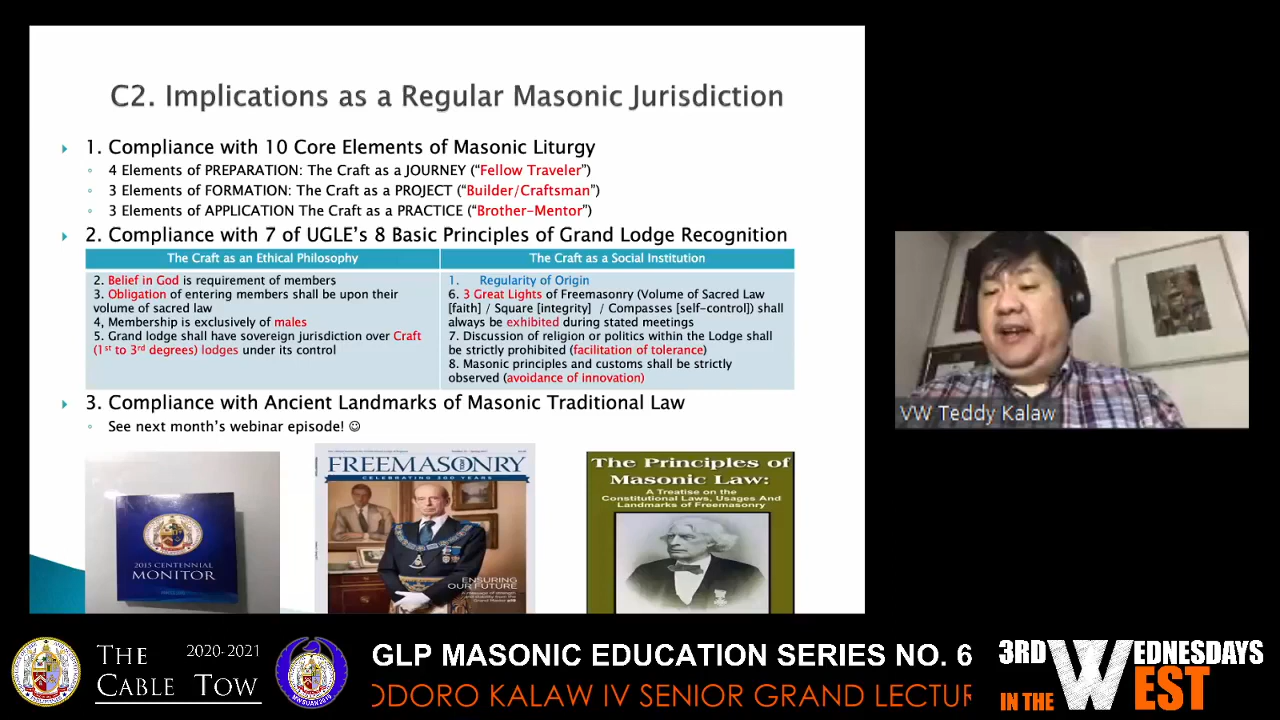 C2. Implications as a Regular Masonic Jurisdiction
1. Compliance with 10 Core Elements of Masonic Liturgy
4 Elements of PREPARATION: The Craft as a JOURNEY (“Fellow Traveler”)
3 Elements of FORMATION: The Craft as a PROJECT (“Builder/Craftsman”)
3 Elements of APPLICATION The Craft as a PRACTICE (“Brother-Mentor”)
2. Compliance with 7 of UGLE’s 8 Basic Principles of Grand Lodge Recognition
The Craft as an Ethical Philosophy
2. Belief in God is requirement of members
3. Obligation of entering members shall be upon their
volume of sacred law
4, Membership is exclusively of males
5. Grand lodge shall have sovereign jurisdiction over Craft
(1st to 3rd degrees) lodges under its control
The Craft as a Social Institution
1. Regularity of Origin
6. 3 Great Lights of Freemasonry (Volume of Sacred Law
[faith] / Square [integrity] / Compasses [self-control]) shall
always be exhibited during stated meetings
7. Discussion of religion or politics within the Lodge shall
be strictly prohibited (facilitation of tolerance)
8. Masonic principles and customs shall be strictly
observed (avoidance of innovation)
3. Compliance with Ancient Landmarks of Masonic Traditional Law
See next month’s webinar episode! ☺
2015 CENTENNIAL
MONITOR
FREEMASONRY
CELEBRATING 300 YEARS
ENSURING
OUR FUTURE
The Principles of
Masonic Law:
A Treatise on the
Constitutional Laws, Usages And
Landmarks of Freemasonry
VW Teddy Kalaw
THE
CABLE TOW
2020-2021
GLP MASONIC EDUCATION SERIES NO. 6
ODORO KALAW IV SENIOR GRAND LECTUR
3RD
WEDNESDAYS
IN THE
WEST